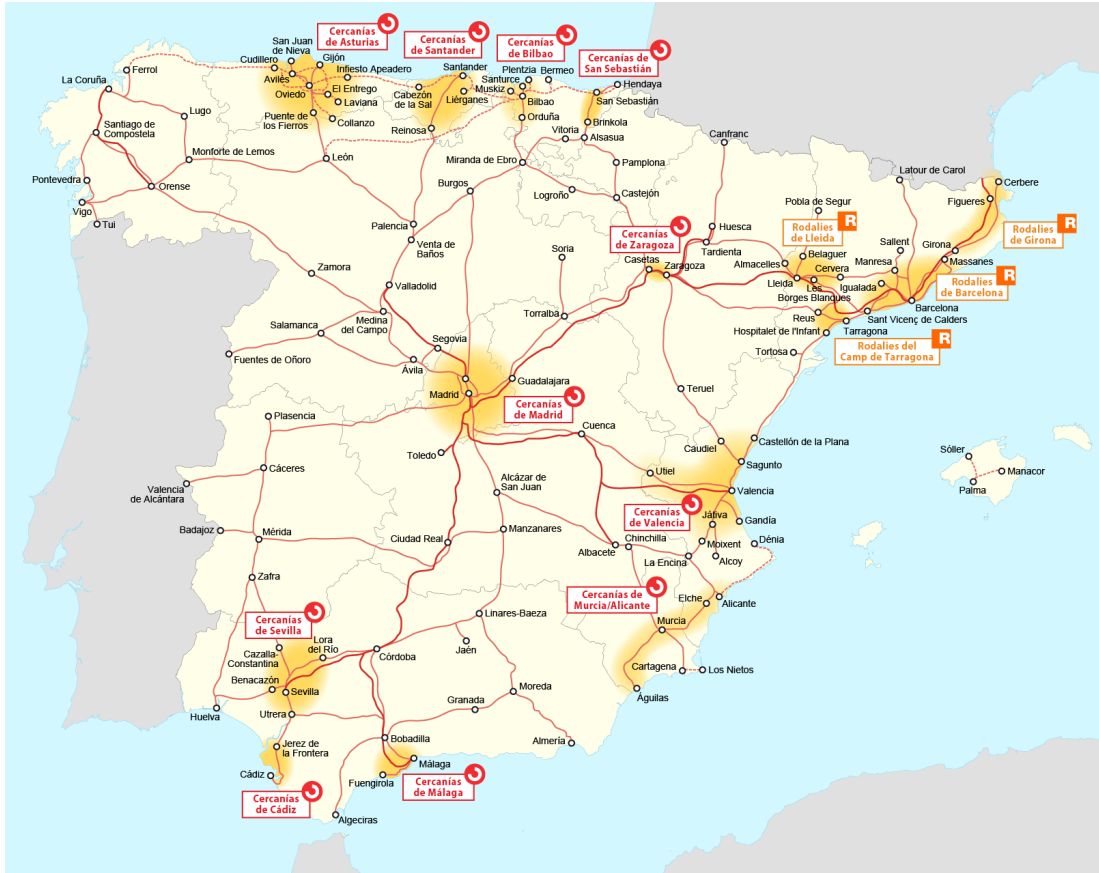 Cercanías
de Asturias
Cercanías
de Santander
Cercanías
de Bilbao
Cercanías de
San Sebastián
San Juan
de Nieva
Gijón
Cudillero
Infiesto Apeadero
Avilés
El Entrego
Oviedo
Laviana
Puente de
los Fierros
Collanzo
Ferrol
La Coruña
Lugo
Santiago de
Compostela
Monforte de Lemos
Pontevedra
Orense
Vigo
Tui
León
Santander
Cabezón
de la Sal
Liérganes
Reinosa
Plentzia
Bermeo
Santurce
Muskiz
Bilbao
Orduña
Hendaya
San Sebastián
Brinkola
Vitoria
Alsasua
Miranda de Ebro
Pamplona
Burgos
Logroño
Castejón
Canfranc
Latour de Carol
Cerbere
Figueres
Pobla de Segur
Palencia
Venta de
Baños
Soria
Huesca
Tardienta
Cercanías
de Zaragoza
Casetas
Zaragoza
R
Rodalies
de Lleida
R
Rodalies
de Girona
R
Rodalies
de Barcelona
R
Rodalies del
Camp de Tarragona
Almacelles
Belaguer
Cervera
Lleida
Les
Borges Blanques
Sallent
Manresa
Igualada
Girona
Massanes
Barcelona
Reus
Sant Vicenç de Calders
Tarragona
Hospitalet de l'Infant
Tortosa
Zamora
Valladolid
Medina
del Campo
Salamanca
Segovia
Torralba
Fuentes de Oñoro
Ávila
Guadalajara
Madrid
Cercanías
de Madrid
Teruel
Plasencia
Toledo
Cuenca
Caudiel
Castellón de la Plana
Sagunto
Utiel
Valencia
Cáceres
Valencia
de Alcántara
Alcázar de
San Juan
Sóller
Manacor
Palma
Cercanías
de Valencia
Játiva
Gandía
Badajoz
Mérida
Ciudad Real
Manzanares
Albacete
Chinchilla
Moixent
Dénia
La Encina
Alcoy
Zafra
Cercanías de
Murcia/Alicante
Elche
Alicante
Murcia
Cartagena
Los Nietos
Águilas
Cercanías
de Sevilla
Lora
del Río
Cazalla-
Constantina
Benacazón
Sevilla
Córdoba
Linares-Baeza
Jaén
Huelva
Utrera
Granada
Moreda
Almería
Jerez de
la Frontera
Cádiz
Bobadilla
Málaga
Fuengirola
Cercanías
de Málaga
Cercanías
de Cádiz
Algeciras